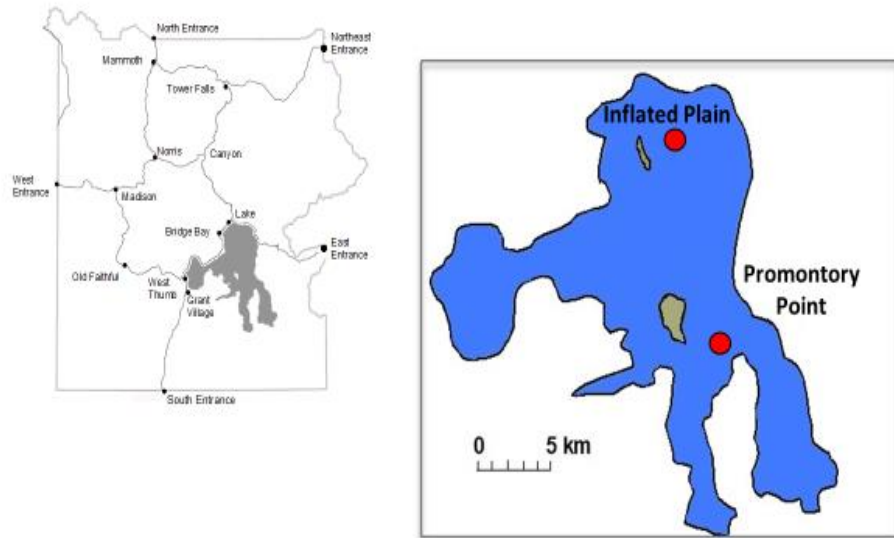 North Entrance
Northeast
Entrance
Mammoth
Tower Falls
Norris
Canyon
West
Entrance
Madison
Lake
Bridge Bay
East
Entrance
Old Faithful
West
Thumb
Grant
Village
South Entrance
Inflated Plain
Promontory
Point
0 5 km